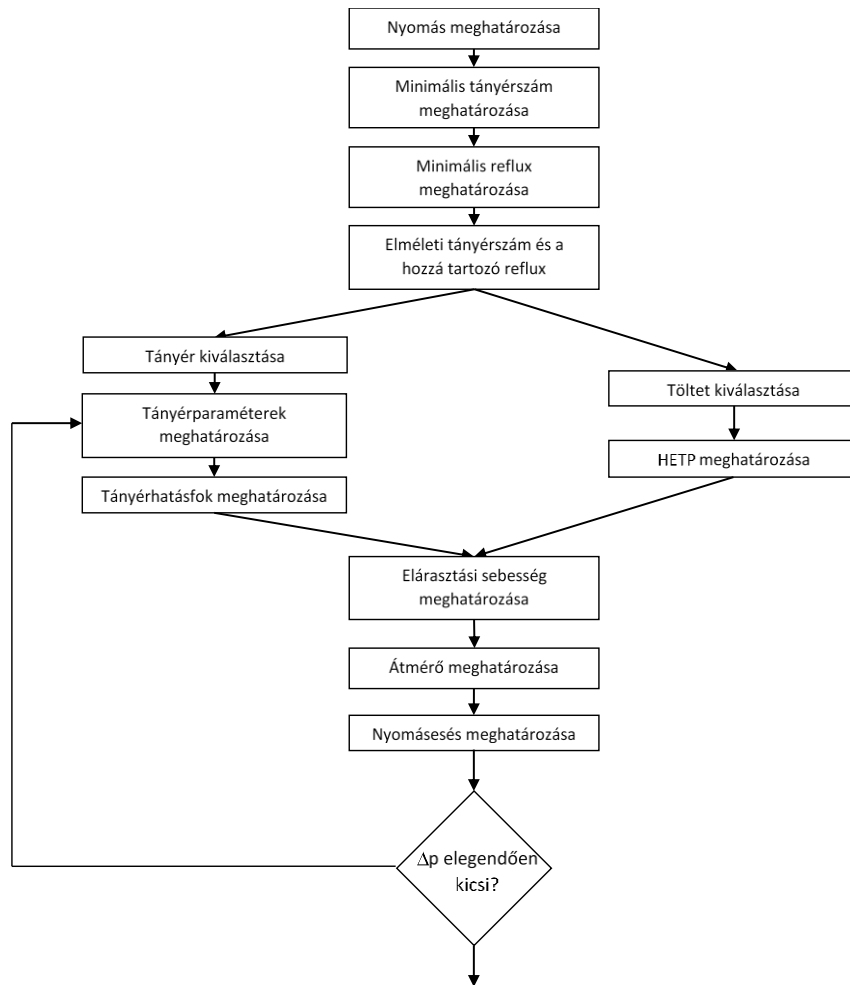 Nyomás meghatározása
Minimális tányérszám
meghatározása
Minimális reflux
meghatározása
Elméleti tányérszám és a
hozzá tartozó reflux
Tányér kiválasztása
Tányérparaméterek
meghatározása
Tányérhatásfok meghatározása
Töltet kiválasztása
HETP meghatározása
Elárasztási sebesség
meghatározása
Átmérő meghatározása
Nyomásesés meghatározása
Δp elegendően
kicsi?